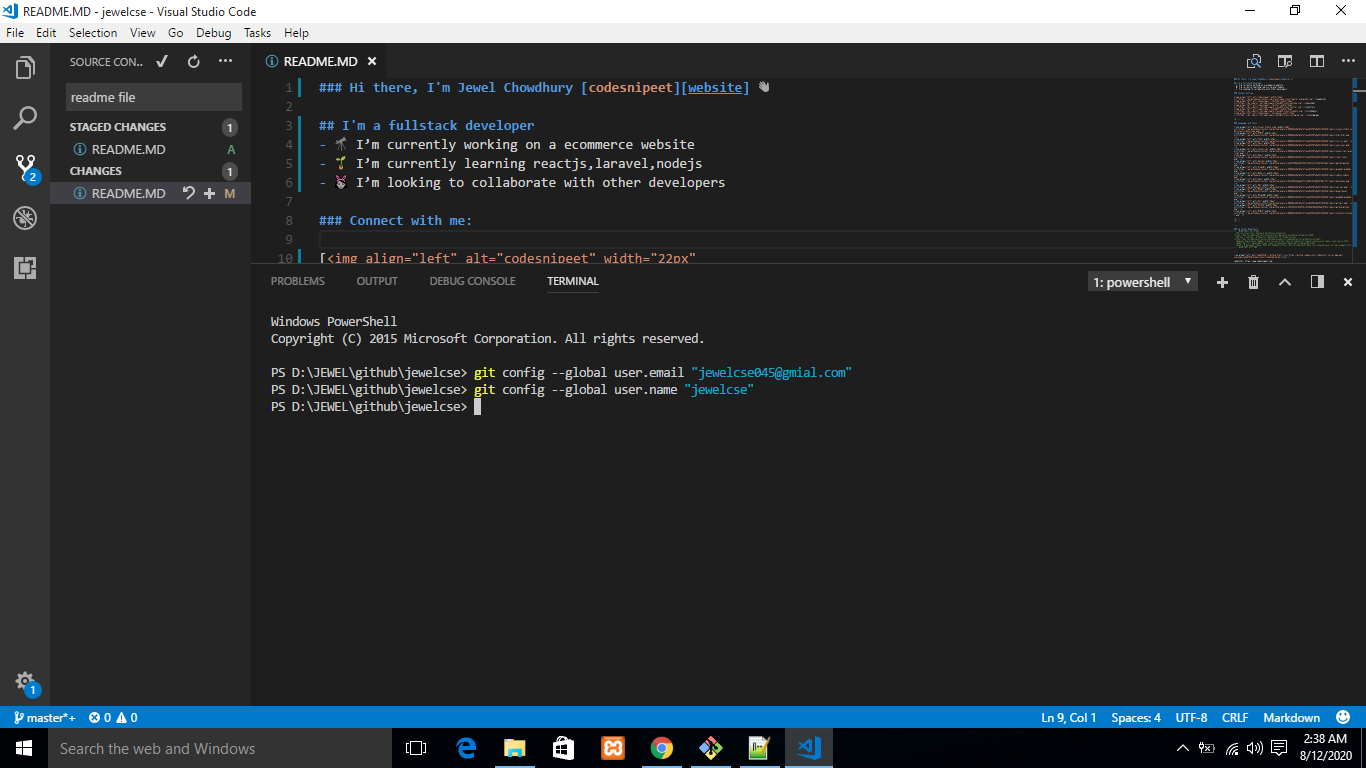 README.MD - jewelcse - Visual Studio Code
File Edit Selection View Go Debug Tasks Help
SOURCE CON..
README.MD
readme file
STAGED CHANGES 1
README.MD A
CHANGES 1
README.MD M
2
1
1 ### Hi there, I'm Jewel Chowdhury [codesnipeet][website] 👋
2
3 ## I'm a fullstack developer
4 - 🔭 I’m currently working on a ecommerce website
5 - 🌱 I’m currently learning reactjs,laravel,nodejs
6 - 👯 I’m looking to collaborate with other developers
7
8 ### Connect with me:
9
10 [<img align="left" alt="codesnipeet" width="22px"
PROBLEMS OUTPUT DEBUG CONSOLE TERMINAL 1: powershell
Windows PowerShell
Copyright (C) 2015 Microsoft Corporation. All rights reserved.
PS D:\JEWEL\github\jewelcse> git config --global user.email "jewelcse045@gmial.com"
PS D:\JEWEL\github\jewelcse> git config --global user.name "jewelcse"
PS D:\JEWEL\github\jewelcse>
master*+ 0 0 Ln 9, Col 1 Spaces: 4 UTF-8 CRLF Markdown
Search the web and Windows
2:38 AM
8/12/2020